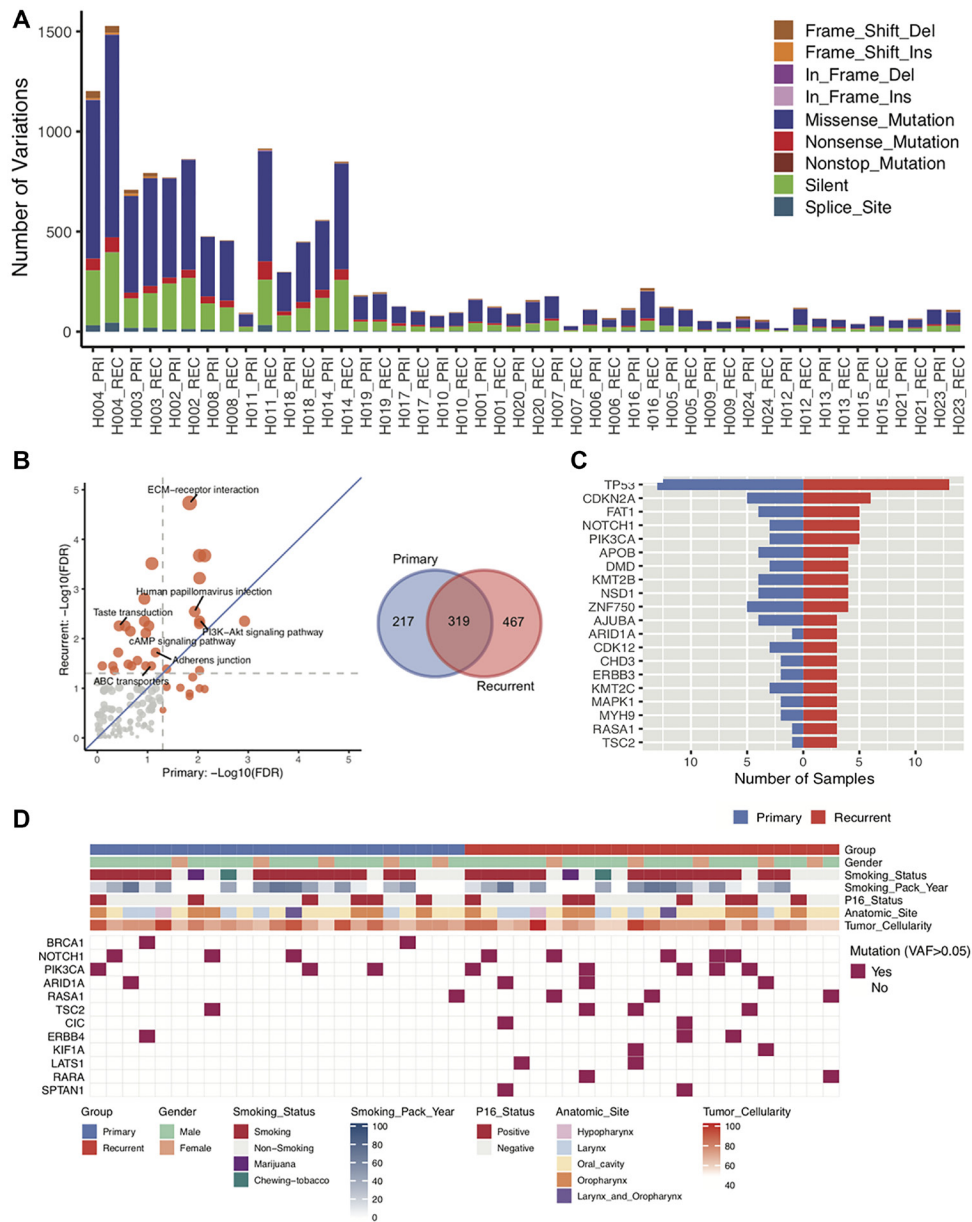 A
1500
1000
500
0
Number of Variations
Frame_Shift_Del
Frame_Shift_Ins
In_Frame_Del
In_Frame_Ins
Missense_Mutation
Nonsense_Mutation
Nonstop_Mutation
Silent
Splice_Site
H004_PRI
H004_REC
H003_PRI
H003_REC
H002_PRI
H002_REC
H008_PRI
H008_REC
H011_PRI
H011_REC
H018_PRI
H018_REC
H014_PRI
H014_REC
H019_PRI
H019_REC
H017_PRI
H017_REC
H010_PRI
H010_REC
H001_PRI
H001_REC
H020_PRI
H020_REC
H007_PRI
H007_REC
H006_PRI
H006_REC
H016_PRI
H016_REC
H005_PRI
H005_REC
H009_PRI
H009_REC
H024_PRI
H024_REC
H012_PRI
H012_REC
H013_PRI
H013_REC
H015_PRI
H015_REC
H021_PRI
H021_REC
H023_PRI
H023_REC
B
5
4
3
2
1
0
Recurrent: -Log10(FDR)
ECM-receptor interaction
Human papillomavirus infection
Taste transduction
PI3K-Akt signaling pathway
cAMP signaling pathway
Adherens junction
ABC transporters
0 1 2 3 4 5
Primary: -Log10(FDR)
Primary
217 319 467
Recurrent
C
TP53
CDKN2A
FAT1
NOTCH1
PIK3CA
APOB
DMD
KMT2B
NSD1
ZNF750
AJUBA
ARID1A
CDK12
CHD3
ERBB3
KMT2C
MAPK1
MYH9
RASA1
TSC2
10 5 0 5 10
Number of Samples
Primary Recurrent
D
Group
Gender
Smoking_Status
Smoking_Pack_Year
P16_Status
Anatomic_Site
Tumor_Cellularity
BRCA1
NOTCH1
PIK3CA
ARID1A
RASA1
TSC2
CIC
ERBB4
KIF1A
LATS1
RARA
SPTAN1
Mutation (VAF>0.05)
Yes
No
Group
Primary
Recurrent
Gender
Male
Female
Smoking_Status
Smoking
Non-Smoking
Marijuana
Chewing-tobacco
Smoking_Pack_Year
100
80
60
40
20
0
P16_Status
Positive
Negative
Anatomic_Site
Hypopharynx
Larynx
Oral_cavity
Oropharynx
Larynx_and_Oropharynx
Tumor_Cellularity
100
80
60
40